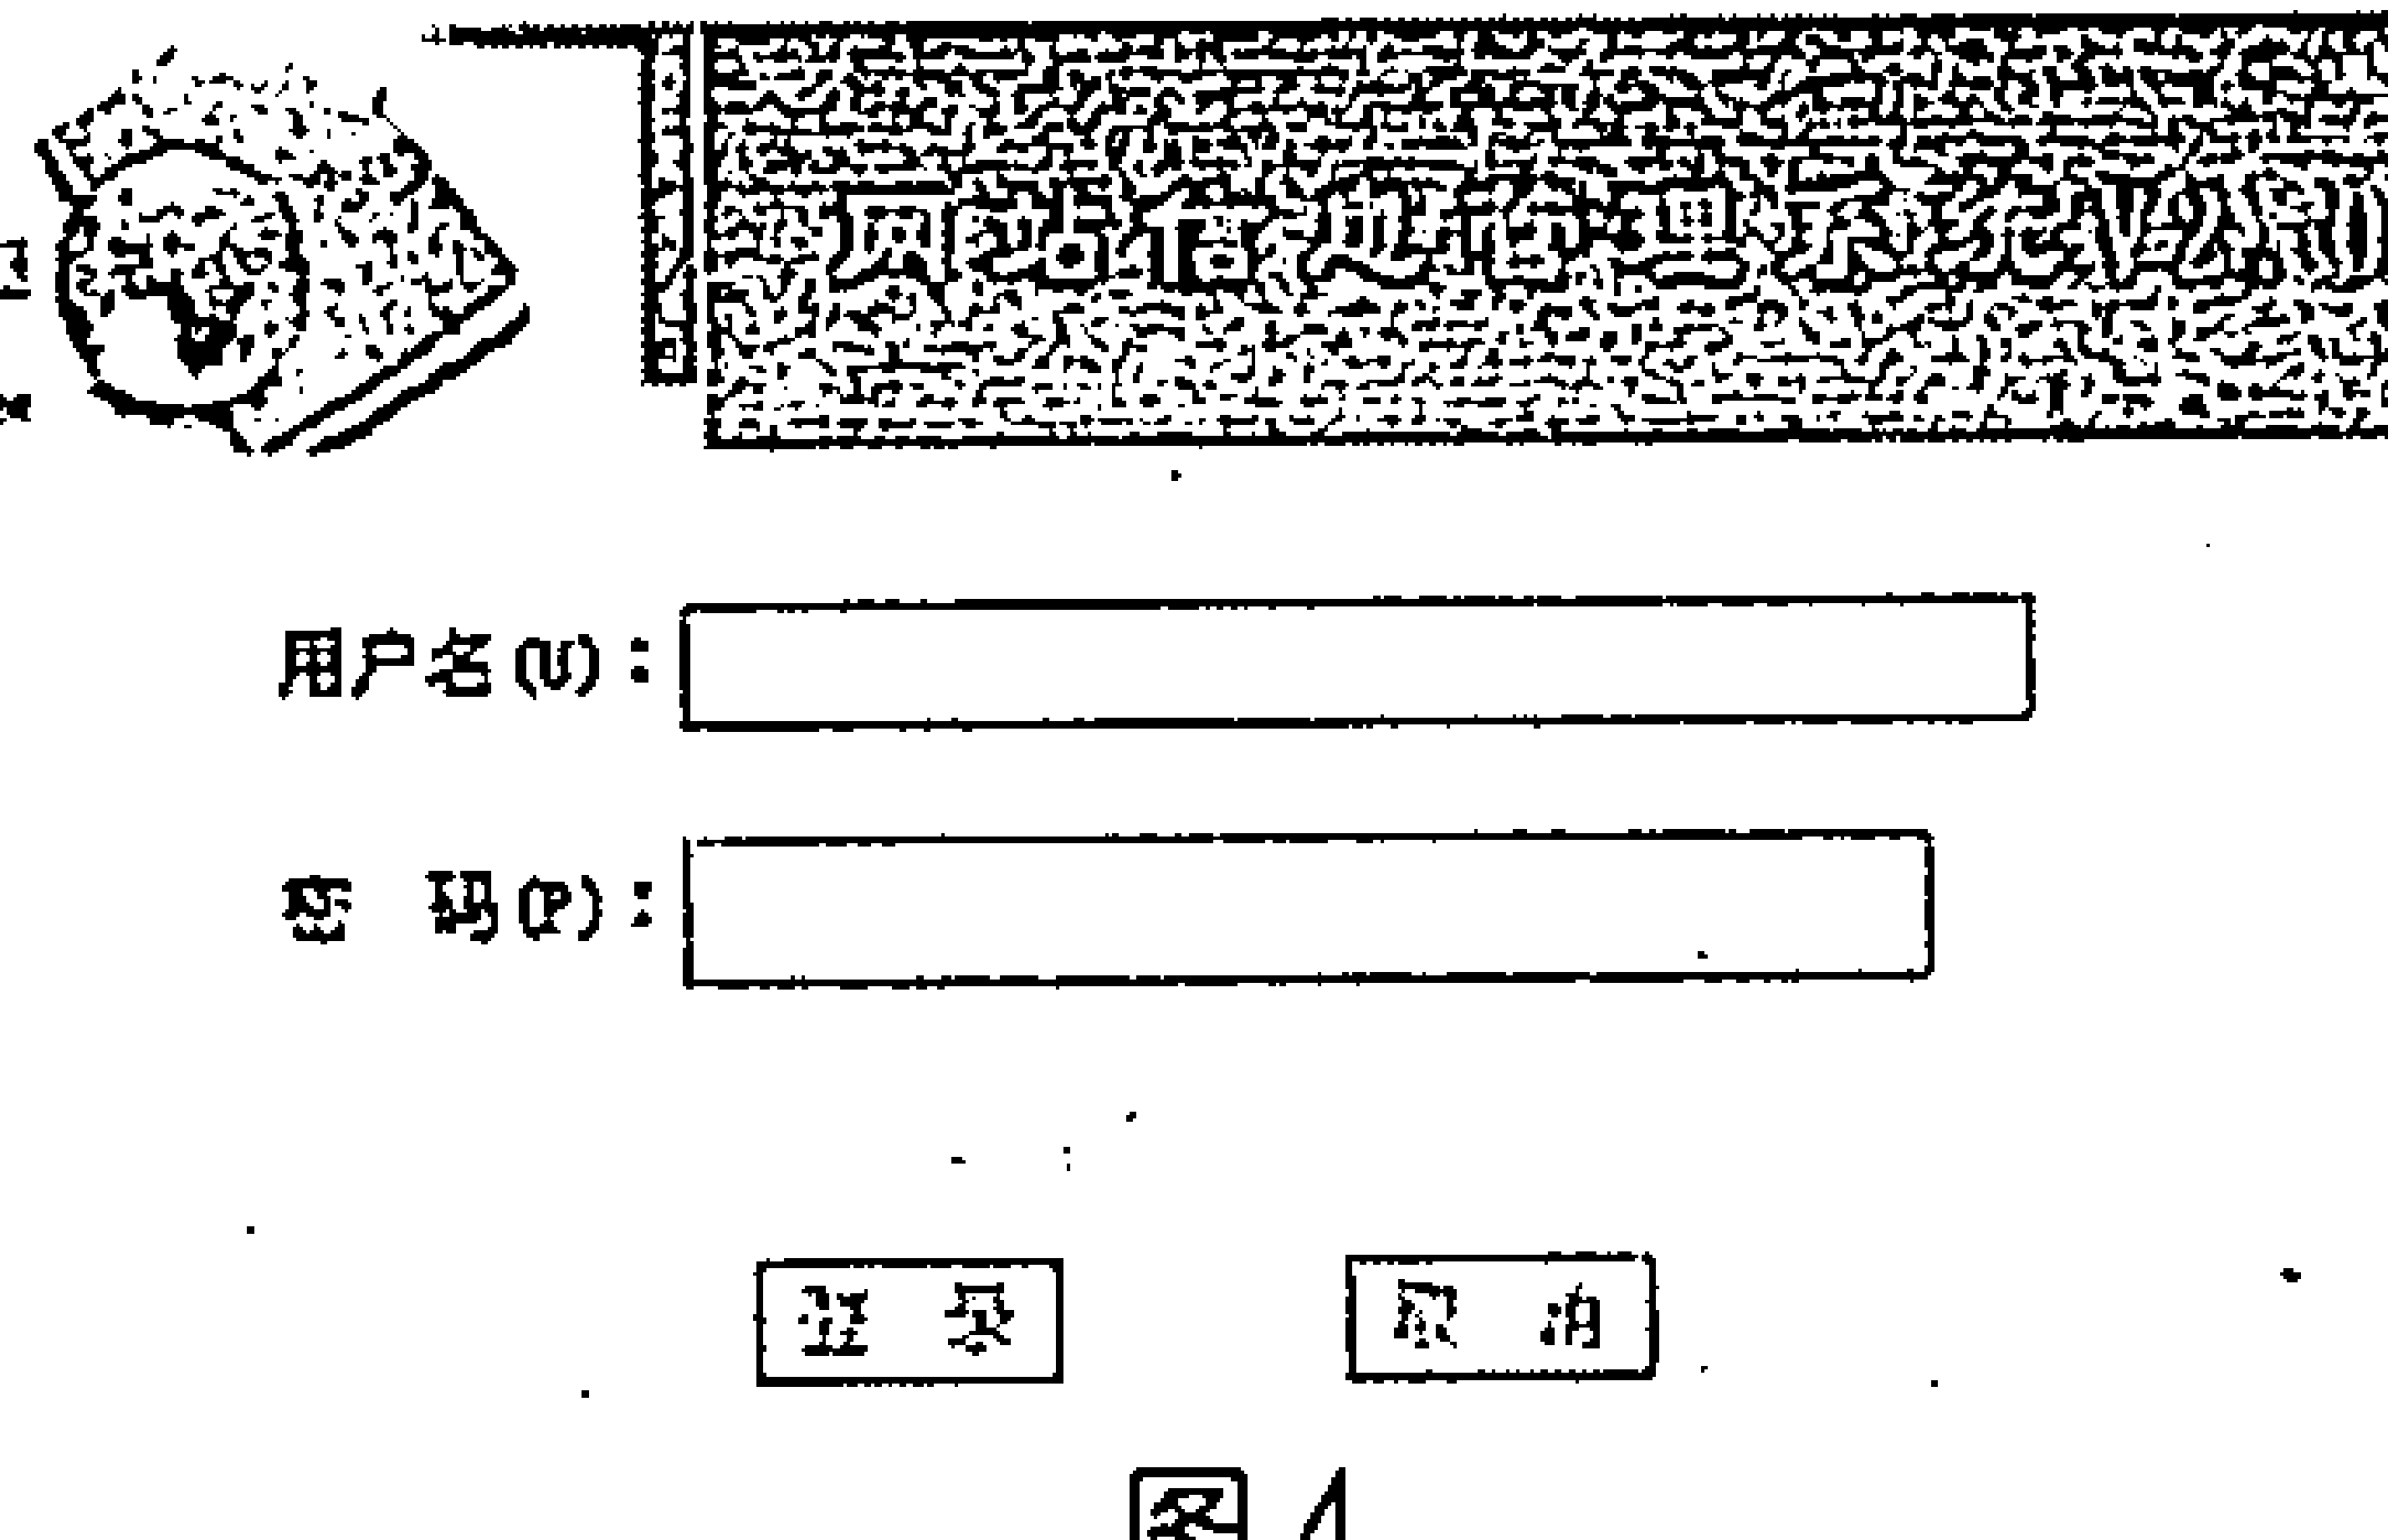 网站信息管理系统V2.0
用户名(U)：
密 码(P)：
登 录
取 消
图